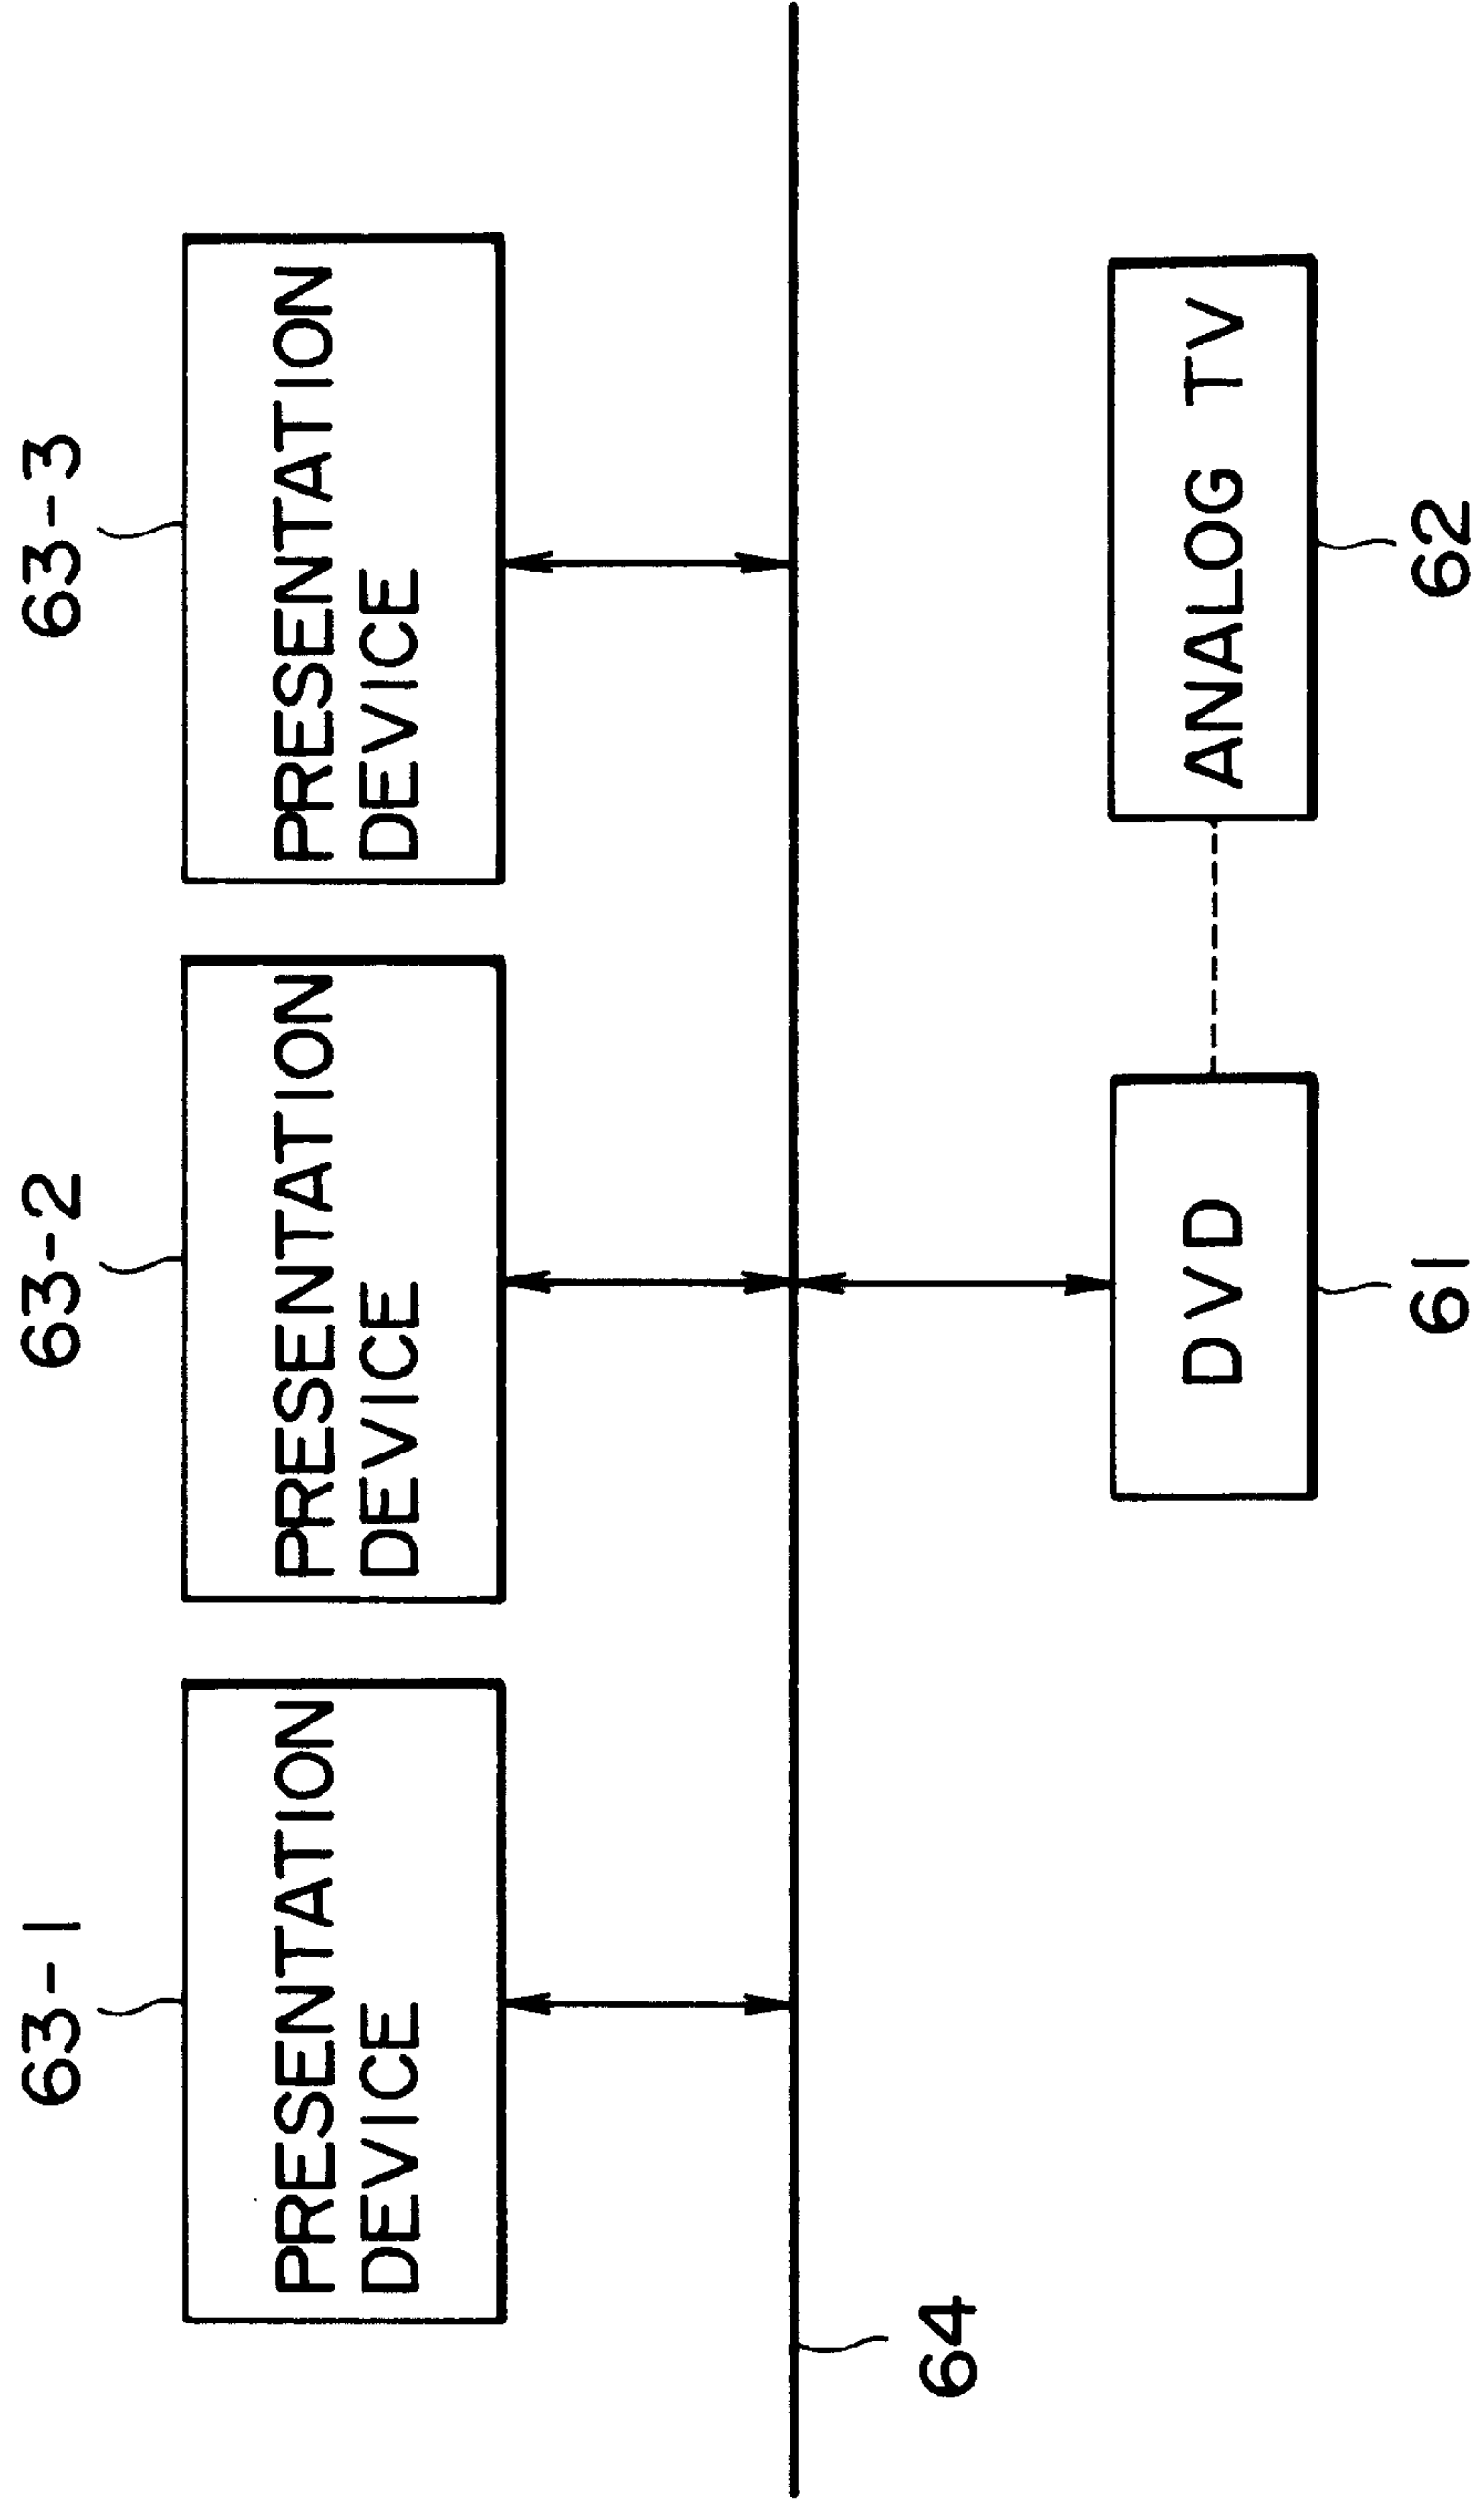 63-1
63-2
63-3
PRESENTATION
DEVICE
PRESENTATION
DEVICE
PRESENTATION
DEVICE
64
DVD
ANALOG TV
61
62